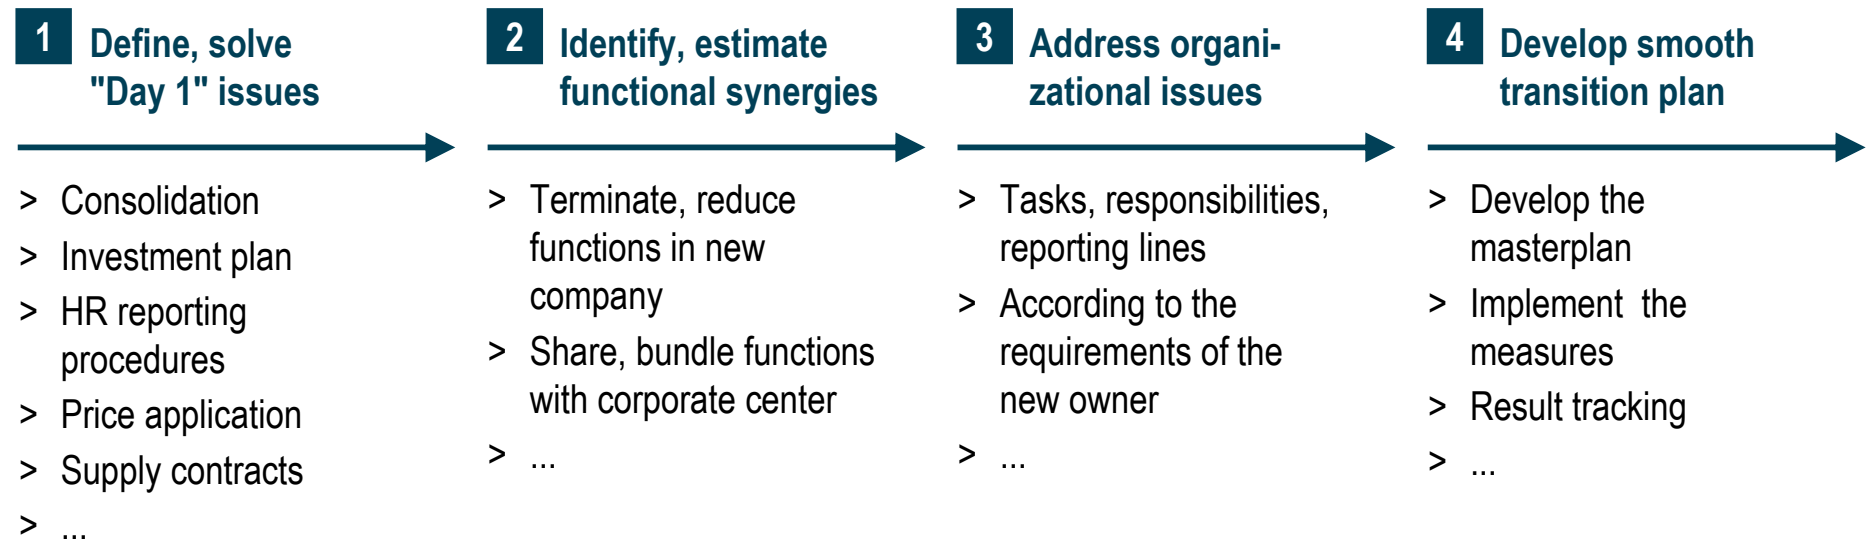 1 Define, solve
"Day 1" issues
> Consolidation
> Investment plan
> HR reporting
procedures
> Price application
> Supply contracts
> ...
2 Identify, estimate
functional synergies
> Terminate, reduce
functions in new
company
> Share, bundle functions
with corporate center
> ...
3 Address organi-
zational issues
> Tasks, responsibilities,
reporting lines
> According to the
requirements of the
new owner
> ...
4 Develop smooth
transition plan
> Develop the
masterplan
> Implement  the
measures
> Result tracking
> ...